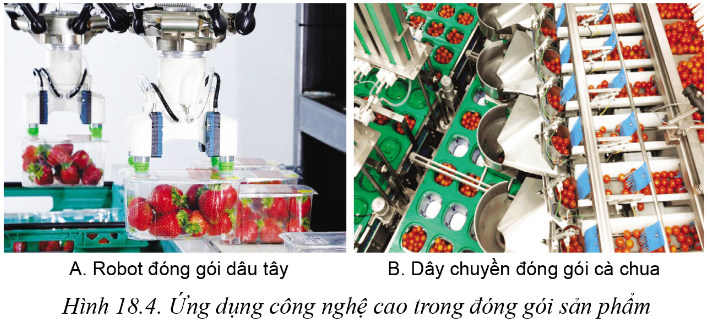 A. Robot đóng gói dâu tây
B. Dây chuyền đóng gói cà chua
Hình 18.4. Ứng dụng công nghệ cao trong đóng gói sản phẩm